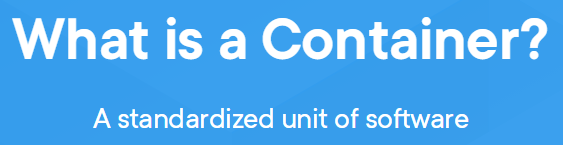 What is a Container?
A standardized unit of software